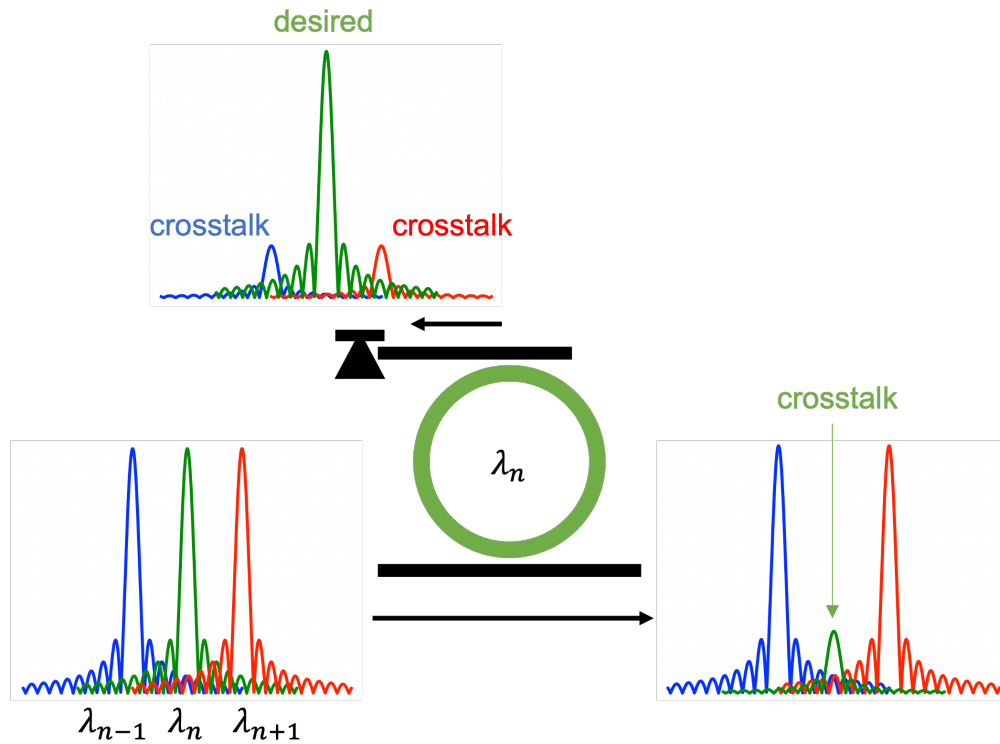 desired
crosstalk
crosstalk
λₙ
crosstalk
λₙ₋₁
λₙ
λₙ₊₁